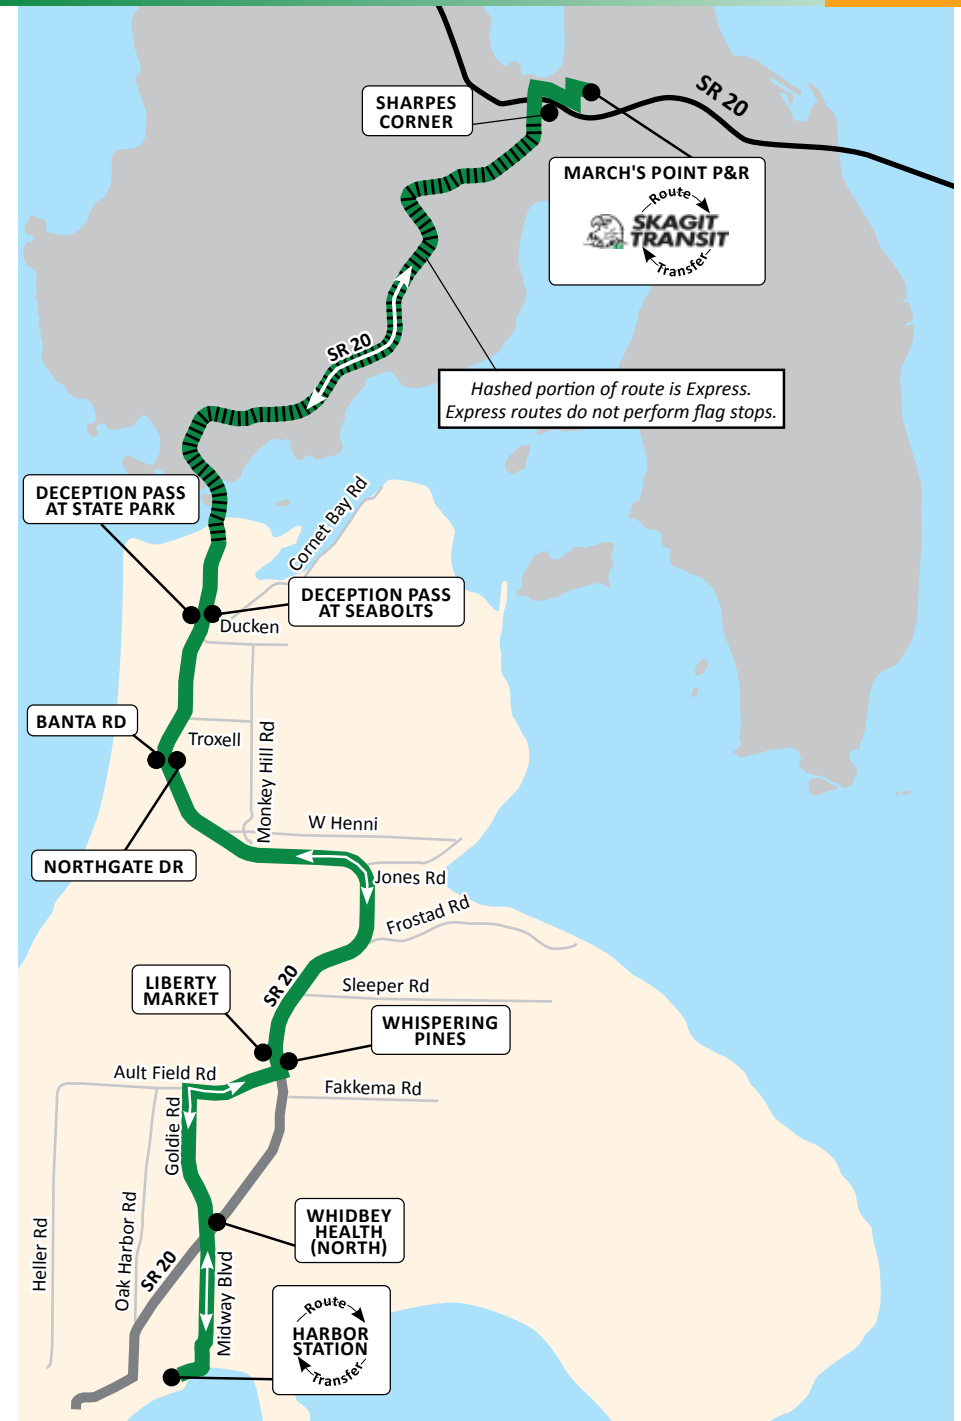 SR 20
SHARPES
CORNER
MARCH'S POINT P&R
Route
SKAGIT
TRANSIT
Transfer
SR 20
Hashed portion of route is Express.
Express routes do not perform flag stops.
DECEPTION PASS
AT STATE PARK
Cornet Bay Rd
DECEPTION PASS
AT SEABOLTS
Ducken
BANTA RD
Troxell
Monkey Hill Rd
W Henni
NORTHGATE DR
Jones Rd
Frostad Rd
SR 20
Sleeper Rd
LIBERTY
MARKET
WHISPERING
PINES
Ault Field Rd
Fakkema Rd
Goldie Rd
Heller Rd
Oak Harbor Rd
SR 20
WHIDBEY
HEALTH
(NORTH)
Midway Blvd
Route
HARBOR
STATION
Transfer